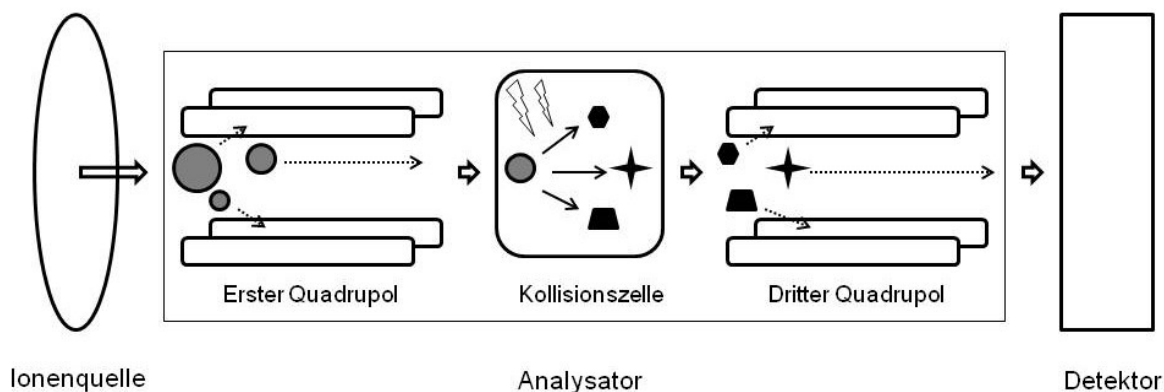 Erster Quadrupol
Kollisionszelle
Dritter Quadrupol
Ionenquelle
Analysator
Detektor